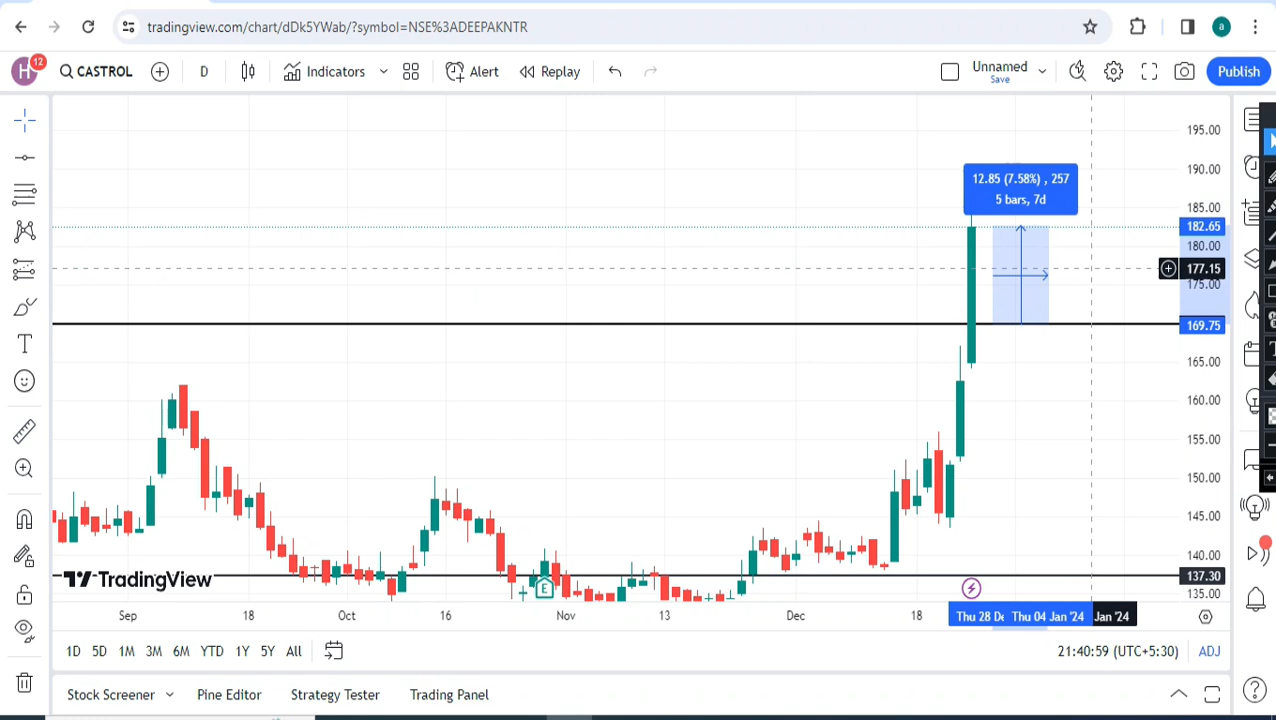 tradingview.com/chart/dDk5YWab/?symbol=NSE%3ADEEPAKNTR
a
H
12
CASTROL
D
Indicators
Alert
Replay
Unnamed
Save
Publish
195.00
190.00
12.85 (7.58%) , 257
5 bars, 7d
185.00
182.65
180.00
177.15
175.00
169.75
165.00
160.00
155.00
150.00
145.00
140.00
137.30
135.00
TradingView
E
Sep
18
Oct
16
Nov
13
Dec
18
Thu 28 De
Thu 04 Jan '24
Jan '24
1D
5D
1M
3M
6M
YTD
1Y
5Y
All
21:40:59 (UTC+5:30)
ADJ
Stock Screener
Pine Editor
Strategy Tester
Trading Panel